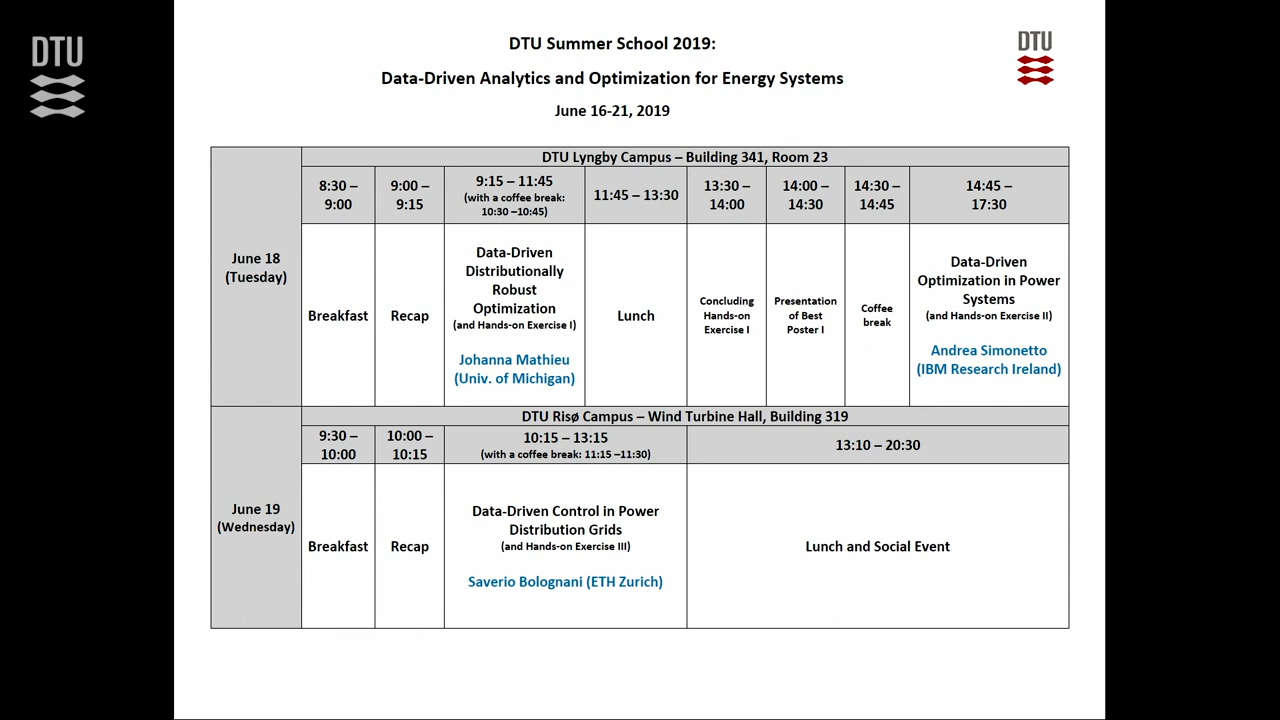 DTU
DTU
DTU Summer School 2019:
Data-Driven Analytics and Optimization for Energy Systems
June 16-21, 2019
DTU Lyngby Campus – Building 341, Room 23
8:30 –
9:00
9:00 –
9:15
9:15 – 11:45
(with a coffee break:
10:30 –10:45)
11:45 – 13:30
13:30 –
14:00
14:00 –
14:30
14:30 –
14:45
14:45 –
17:30
June 18
(Tuesday)
Breakfast
Recap
Data-Driven
Distributionally
Robust
Optimization
(and Hands-on Exercise I)
Johanna Mathieu
(Univ. of Michigan)
Lunch
Concluding
Hands-on
Exercise I
Presentation
of Best
Poster I
Coffee
break
Data-Driven
Optimization in Power
Systems
(and Hands-on Exercise II)
Andrea Simonetto
(IBM Research Ireland)
DTU Risø Campus – Wind Turbine Hall, Building 319
9:30 –
10:00
10:00 –
10:15
10:15 – 13:15
(with a coffee break: 11:15 –11:30)
13:10 – 20:30
June 19
(Wednesday)
Breakfast
Recap
Data-Driven Control in Power
Distribution Grids
(and Hands-on Exercise III)
Saverio Bolognani (ETH Zurich)
Lunch and Social Event